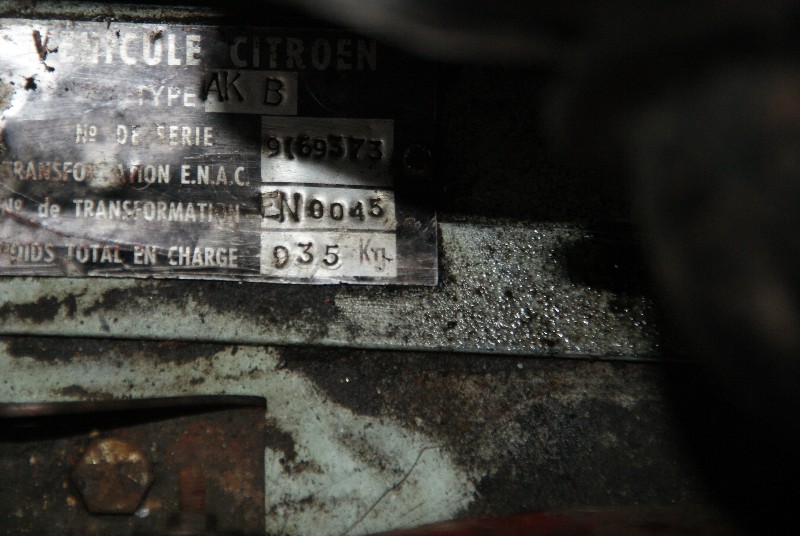 VEHICULE CITROEN
TYPE AK B
Nº DE SERIE 9169373
TRANSFORMATION E.N.A.C.
Nº de TRANSFORMATION EN 0045
POIDS TOTAL EN CHARGE 935 Kg